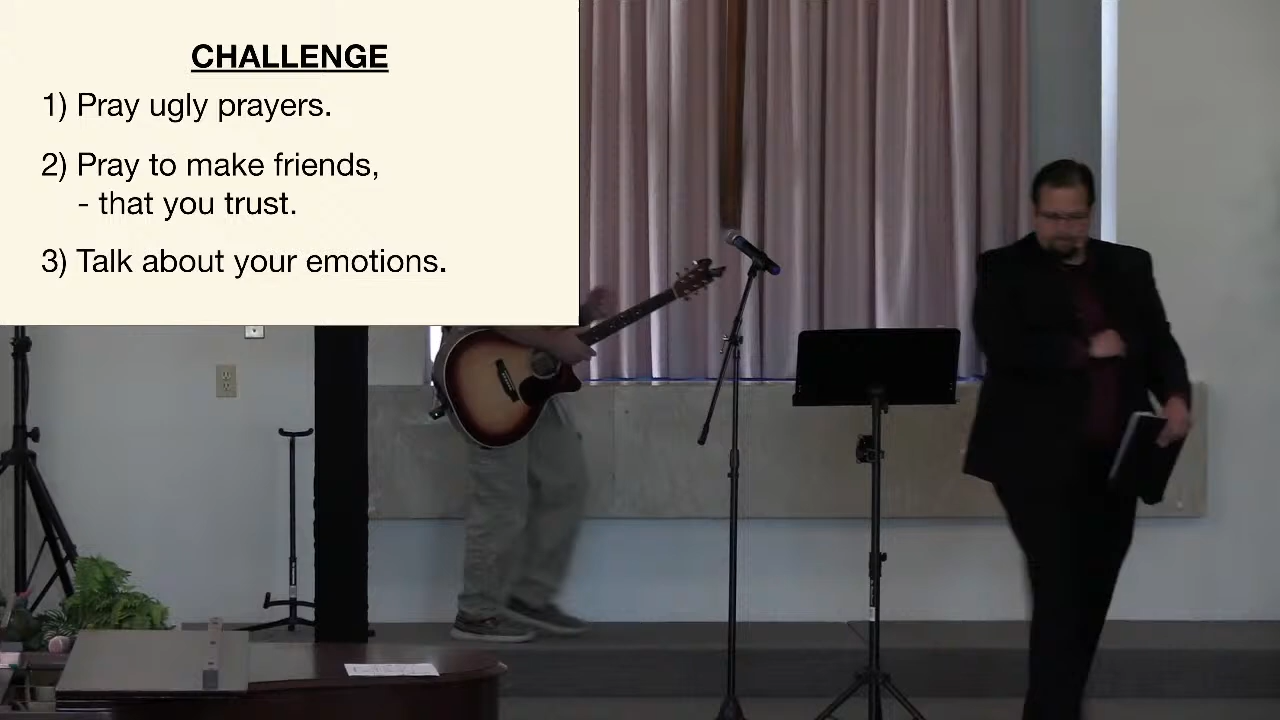 CHALLENGE
1) Pray ugly prayers.
2) Pray to make friends,
- that you trust.
3) Talk about your emotions.